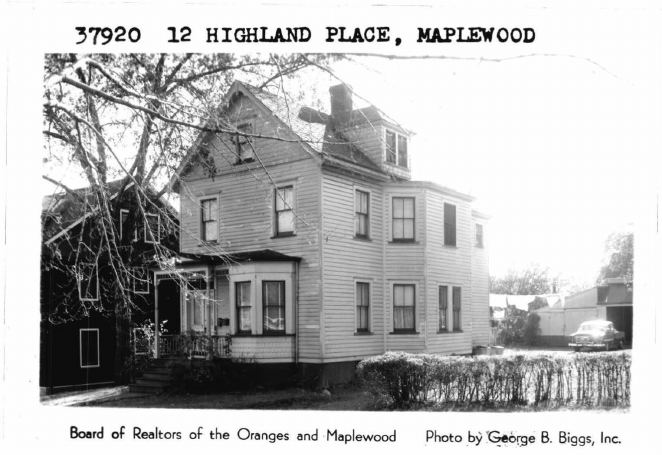 37920 12 HIGHLAND PLACE, MAPLEWOOD
Board of Realtors of the Oranges and Maplewood Photo by George B. Biggs, Inc.